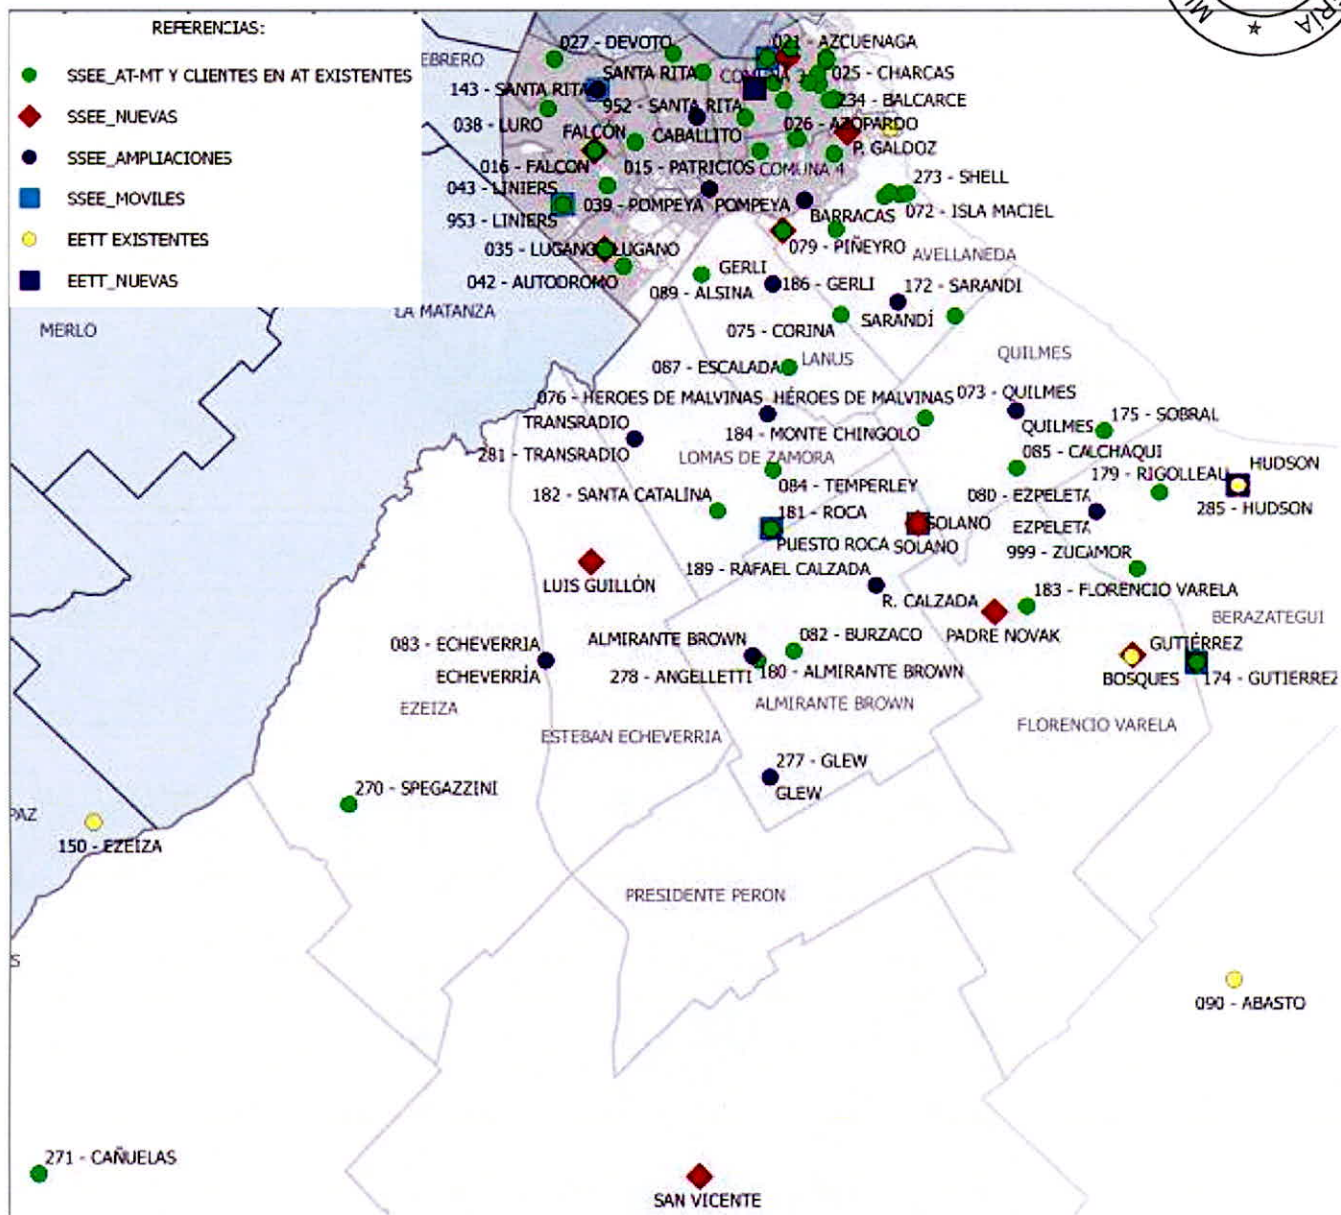 REFERENCIAS:
SSEE_AT-MT Y CLIENTES EN AT EXISTENTES
SSEE_NUEVAS
SSEE_AMPLIACIONES
SSEE_MOVILES
EETT EXISTENTES
EETT_NUEVAS
EBRERO
027 - DEVOTO
021 - AZCUENAGA
SANTA RITA
025 - CHARCAS
143 - SANTA RITA
952 - SANTA RITA
234 - BALCARCE
038 - LURO
FALCÓN
CABALLITO
026 - AZOPARDO
P. GALDOZ
016 - FALCON
015 - PATRICIOS
COMUNA 4
043 - LINIERS
273 - SHELL
953 - LINIERS
039 - POMPEYA
POMPEYA
BARRACAS
072 - ISLA MACIEL
035 - LUGANO
LUGANO
079 - PIÑEYRO
AVELLANEDA
042 - AUTODROMO
GERLI
089 - ALSINA
186 - GERLI
172 - SARANDI
LA MATANZA
MERLO
075 - CORINA
SARANDÍ
LANUS
QUILMES
087 - ESCALADA
076 - HEROES DE MALVINAS
HÉROES DE MALVINAS
073 - QUILMES
TRANSRADIO
184 - MONTE CHINGOLO
QUILMES
175 - SOBRAL
281 - TRANSRADIO
LOMAS DE ZAMORA
085 - CALCHAQUI
HUDSON
179 - RIGOLLEAU
084 - TEMPERLEY
182 - SANTA CATALINA
080 - EZPELETA
285 - HUDSON
181 - ROCA
SOLANO
EZPELETA
PUESTO ROCA
SOLANO
999 - ZUCAMOR
189 - RAFAEL CALZADA
LUIS GUILLÓN
R. CALZADA
183 - FLORENCIO VARELA
BERAZATEGUI
PADRE NOVAK
083 - ECHEVERRIA
ALMIRANTE BROWN
082 - BURZACO
GUTIÉRREZ
ECHEVERRÍA
278 - ANGELLETTI
180 - ALMIRANTE BROWN
BOSQUES
174 - GUTIERREZ
EZEIZA
ALMIRANTE BROWN
FLORENCIO VARELA
ESTEBAN ECHEVERRIA
277 - GLEW
270 - SPEGAZZINI
GLEW
PAZ
150 - EZEIZA
PRESIDENTE PERON
S
090 - ABASTO
271 - CAÑUELAS
SAN VICENTE